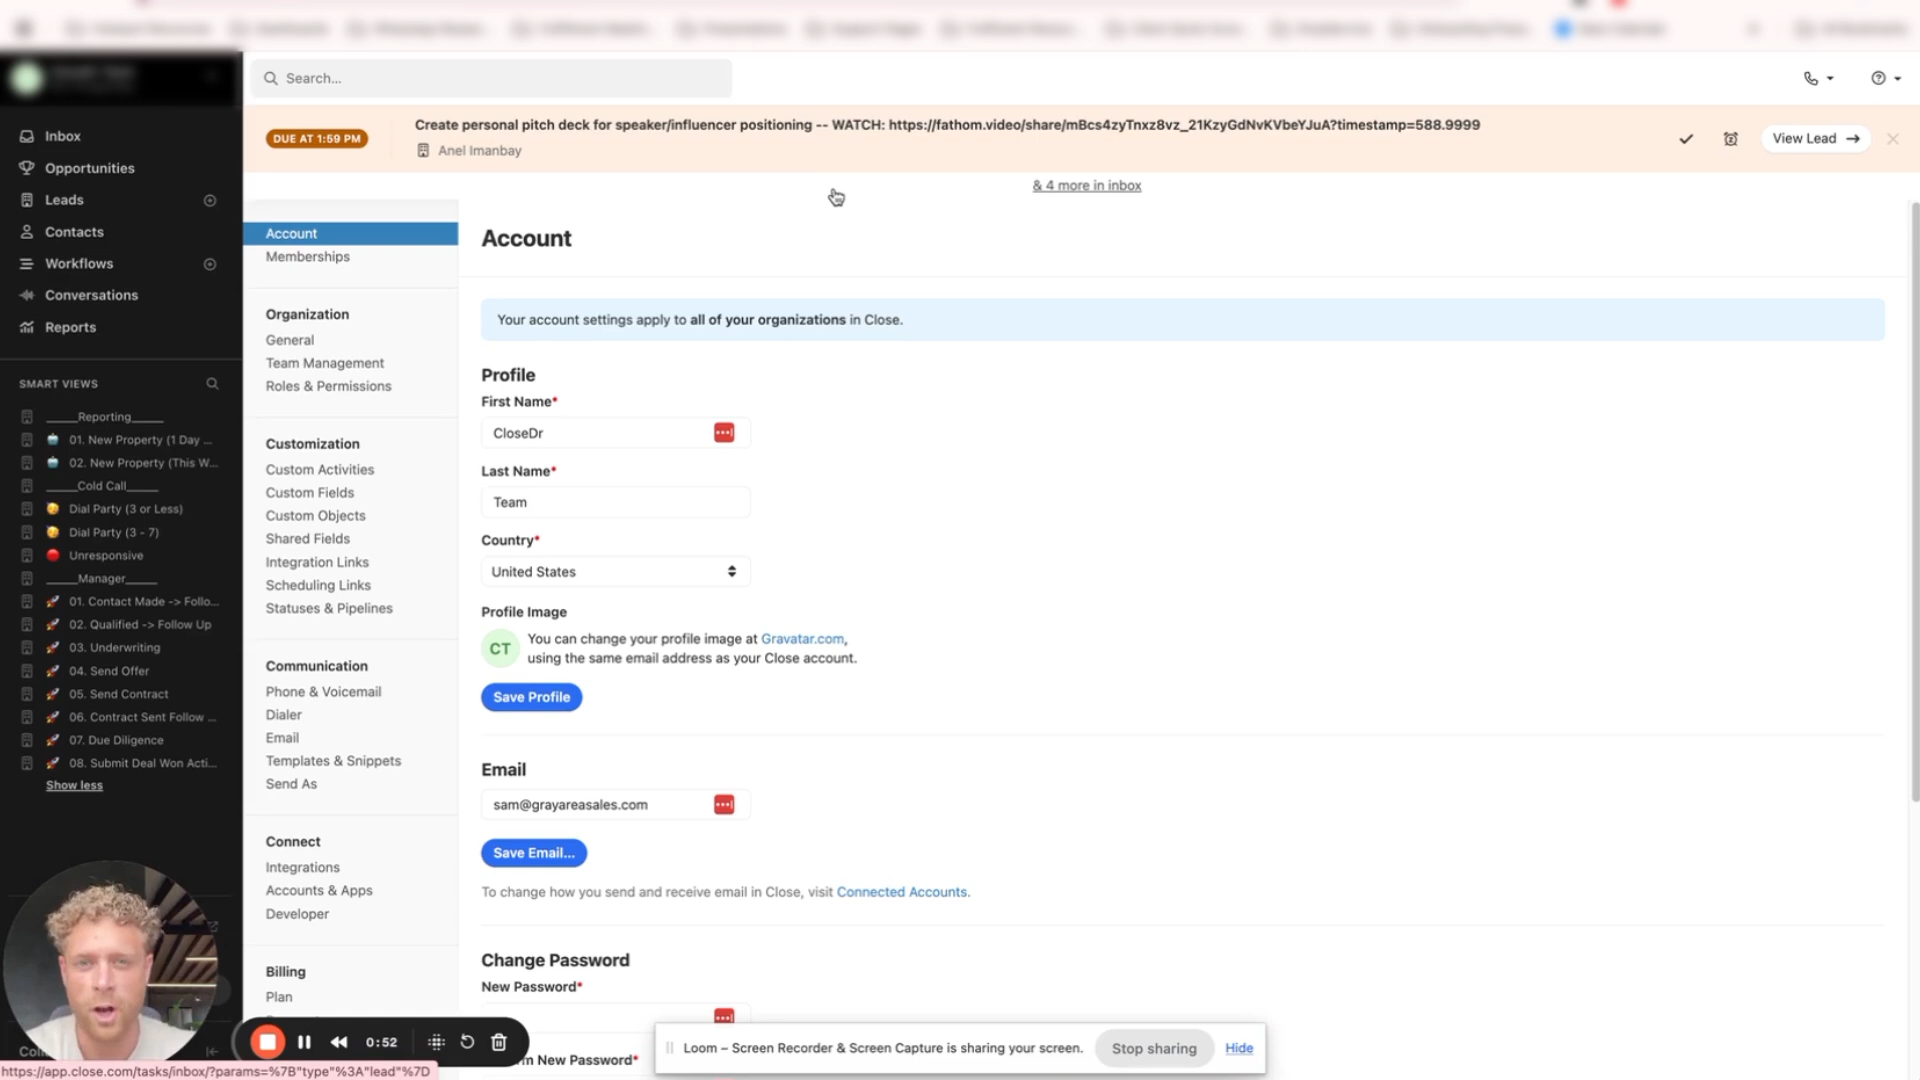 Search...
DUE AT 1:59 PM
Create personal pitch deck for speaker/influencer positioning -- WATCH: https://fathom.video/share/mBcs4zyTnxz8vz_21KzyGdNvKVbeYJuA?timestamp=588.9999
Anel Imanbay
View Lead →
& 4 more in inbox
Inbox
Opportunities
Leads
Contacts
Workflows
Conversations
Reports
SMART VIEWS
_____Reporting_____
01. New Property (1 Day ...
02. New Property (This W...
_____Cold Call_____
Dial Party (3 or Less)
Dial Party (3 - 7)
Unresponsive
_____Manager_____
01. Contact Made -> Follo...
02. Qualified -> Follow Up
03. Underwriting
04. Send Offer
05. Send Contract
06. Contract Sent Follow ...
07. Due Diligence
08. Submit Deal Won Acti...
Show less
Account
Memberships
Organization
General
Team Management
Roles & Permissions
Customization
Custom Activities
Custom Fields
Custom Objects
Shared Fields
Integration Links
Scheduling Links
Statuses & Pipelines
Communication
Phone & Voicemail
Dialer
Email
Templates & Snippets
Send As
Connect
Integrations
Accounts & Apps
Developer
Billing
Plan
Account
Your account settings apply to all of your organizations in Close.
Profile
First Name*
CloseDr
Last Name*
Team
Country*
United States
Profile Image
CT
You can change your profile image at Gravatar.com,
using the same email address as your Close account.
Save Profile
Email
sam@grayareasales.com
Save Email...
To change how you send and receive email in Close, visit Connected Accounts.
Change Password
New Password*
New Password*
0:52
Loom – Screen Recorder & Screen Capture is sharing your screen.
Stop sharing
Hide
https://app.close.com/tasks/inbox/?params=%7B"type"%3A"lead"%7D